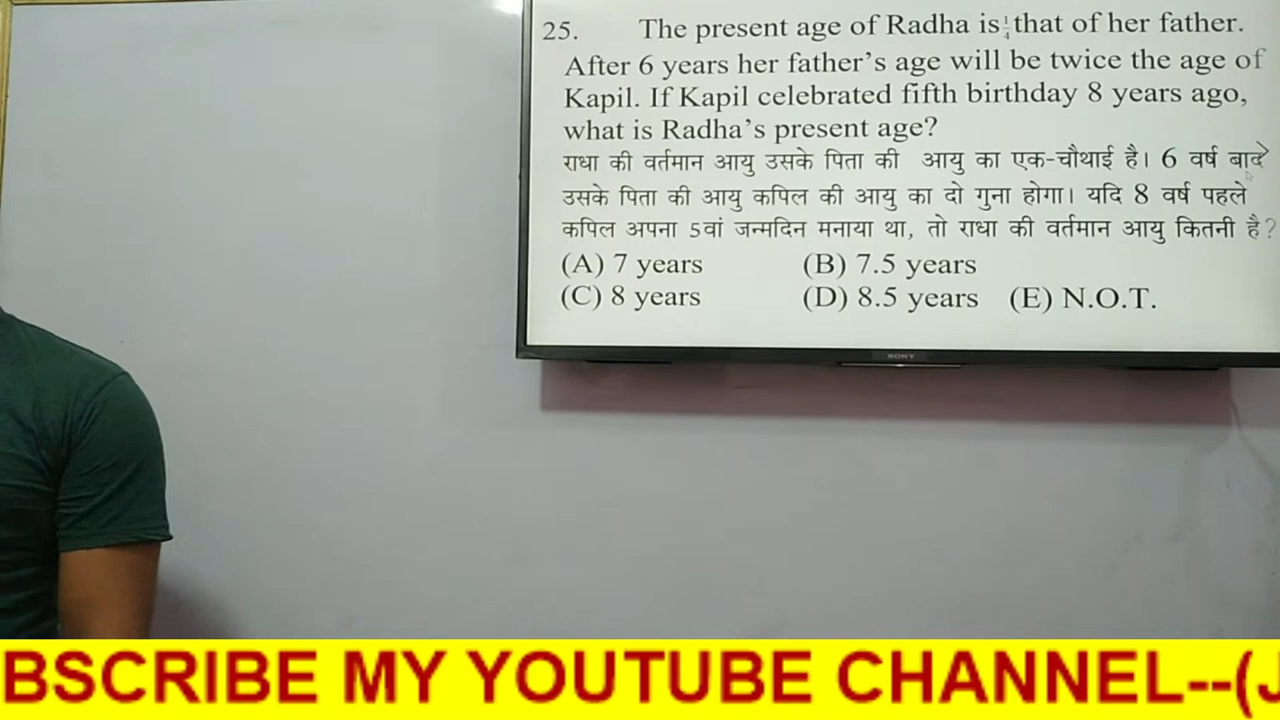 25. The present age of Radha is 1/4 that of her father.
After 6 years her father's age will be twice the age of
Kapil. If Kapil celebrated fifth birthday 8 years ago,
what is Radha's present age?
राधा की वर्तमान आयु उसके पिता की आयु का एक-चौथाई है। 6 वर्ष बाद
उसके पिता की आयु कपिल की आयु का दो गुना होगा। यदि 8 वर्ष पहले
कपिल अपना 5वां जन्मदिन मनाया था, तो राधा की वर्तमान आयु कितनी है?
(A) 7 years (B) 7.5 years
(C) 8 years (D) 8.5 years (E) N.O.T.
SONY
BSCRIBE MY YOUTUBE CHANNEL--(J